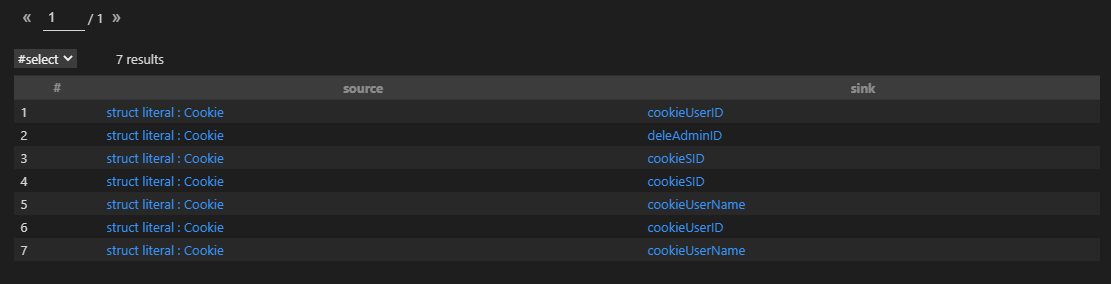 « 1 / 1 »
#select 7 results
# source sink
1 struct literal : Cookie cookieUserID
2 struct literal : Cookie deleAdminID
3 struct literal : Cookie cookieSID
4 struct literal : Cookie cookieSID
5 struct literal : Cookie cookieUserName
6 struct literal : Cookie cookieUserID
7 struct literal : Cookie cookieUserName